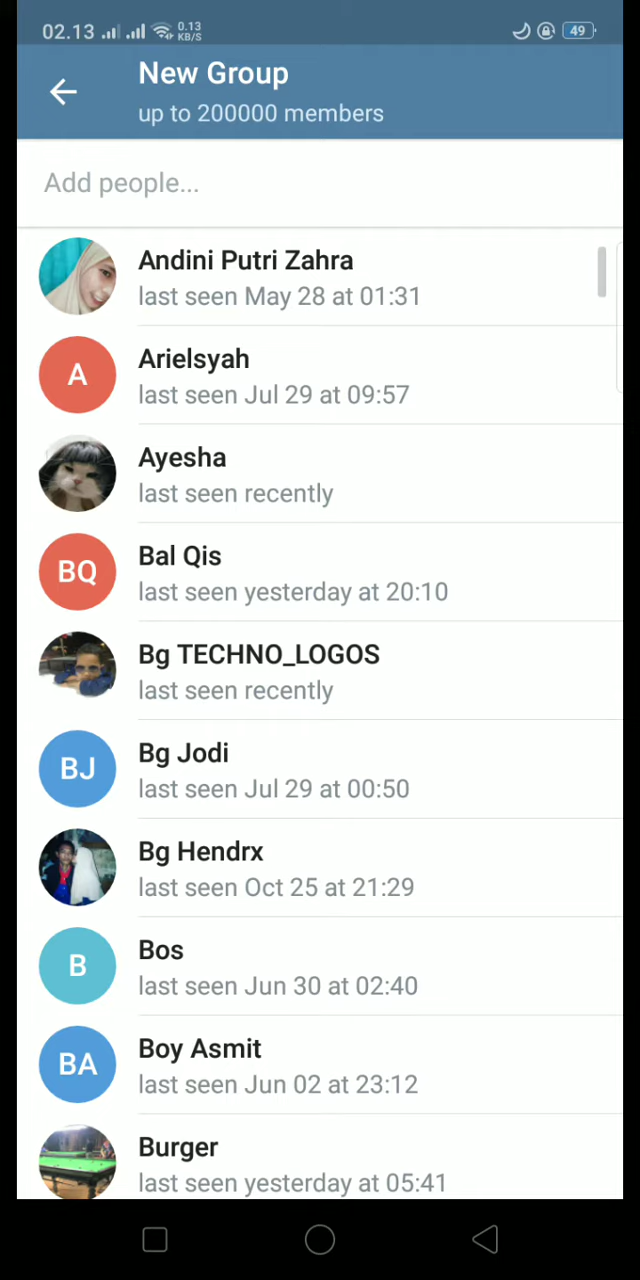 02.13
0.13
KB/S
49
New Group
up to 200000 members
Add people...
Andini Putri Zahra
last seen May 28 at 01:31
A
Arielsyah
last seen Jul 29 at 09:57
Ayesha
last seen recently
BQ
Bal Qis
last seen yesterday at 20:10
Bg TECHNO_LOGOS
last seen recently
BJ
Bg Jodi
last seen Jul 29 at 00:50
Bg Hendrx
last seen Oct 25 at 21:29
B
Bos
last seen Jun 30 at 02:40
BA
Boy Asmit
last seen Jun 02 at 23:12
Burger
last seen yesterday at 05:41